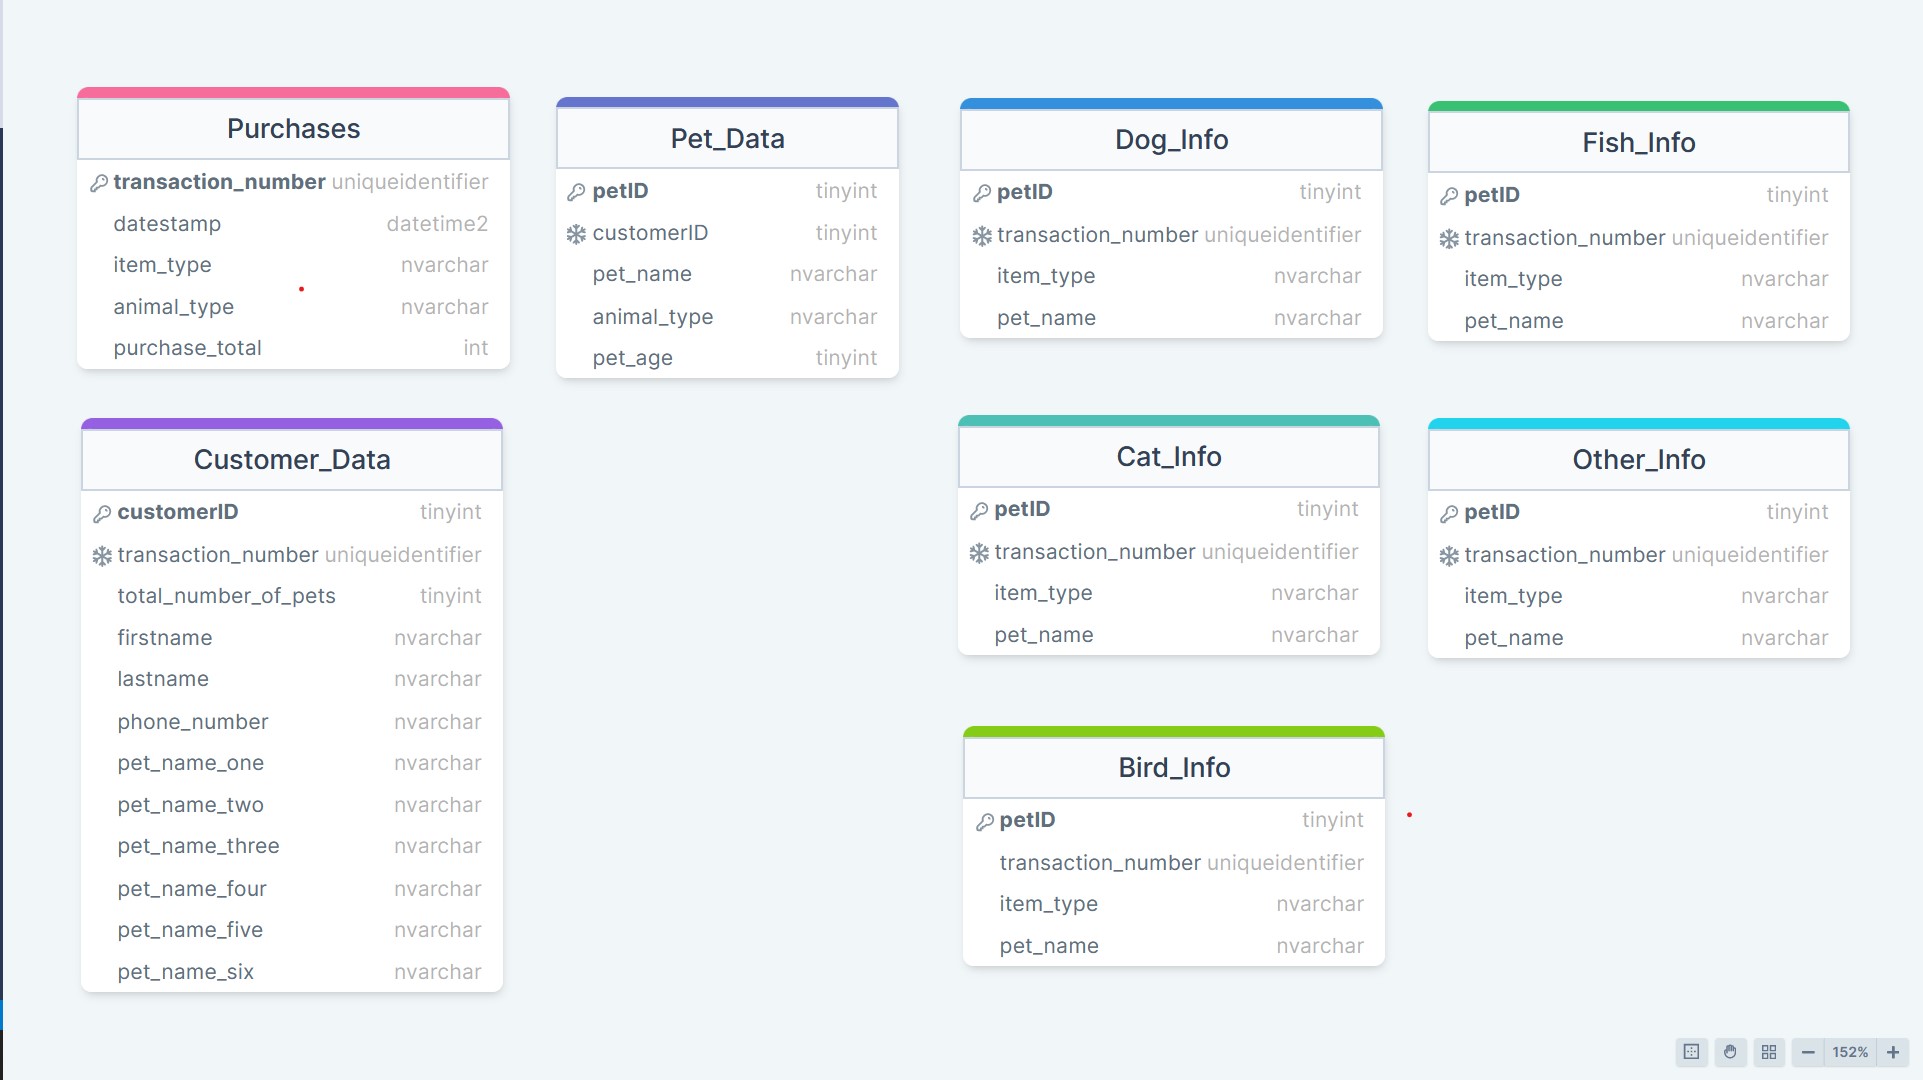 Purchases
transaction_number uniqueidentifier
datestamp datetime2
item_type nvarchar
animal_type nvarchar
purchase_total int
Pet_Data
petID tinyint
customerID tinyint
pet_name nvarchar
animal_type nvarchar
pet_age tinyint
Dog_Info
petID tinyint
transaction_number uniqueidentifier
item_type nvarchar
pet_name nvarchar
Fish_Info
petID tinyint
transaction_number uniqueidentifier
item_type nvarchar
pet_name nvarchar
Customer_Data
customerID tinyint
transaction_number uniqueidentifier
total_number_of_pets tinyint
firstname nvarchar
lastname nvarchar
phone_number nvarchar
pet_name_one nvarchar
pet_name_two nvarchar
pet_name_three nvarchar
pet_name_four nvarchar
pet_name_five nvarchar
pet_name_six nvarchar
Cat_Info
petID tinyint
transaction_number uniqueidentifier
item_type nvarchar
pet_name nvarchar
Other_Info
petID tinyint
transaction_number uniqueidentifier
item_type nvarchar
pet_name nvarchar
Bird_Info
petID tinyint
transaction_number uniqueidentifier
item_type nvarchar
pet_name nvarchar
152%